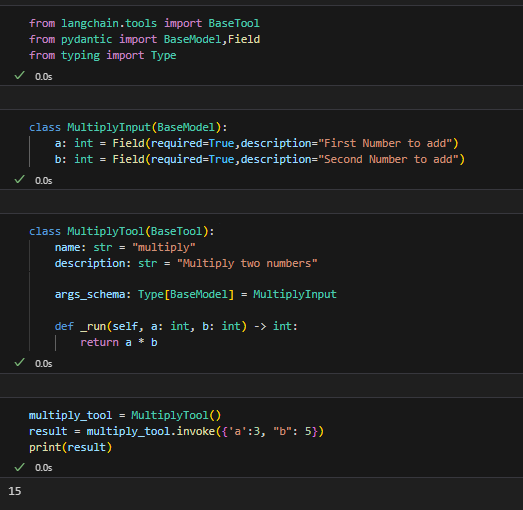 from langchain.tools import BaseTool
from pydantic import BaseModel,Field
from typing import Type
0.0s
class MultiplyInput(BaseModel):
    a: int = Field(required=True,description="First Number to add")
    b: int = Field(required=True,description="Second Number to add")
0.0s
class MultiplyTool(BaseTool):
    name: str = "multiply"
    description: str = "Multiply two numbers"
    args_schema: Type[BaseModel] = MultiplyInput
    def _run(self, a: int, b: int) -> int:
        return a * b
0.0s
multiply_tool = MultiplyTool()
result = multiply_tool.invoke({'a':3, "b": 5})
print(result)
0.0s
15